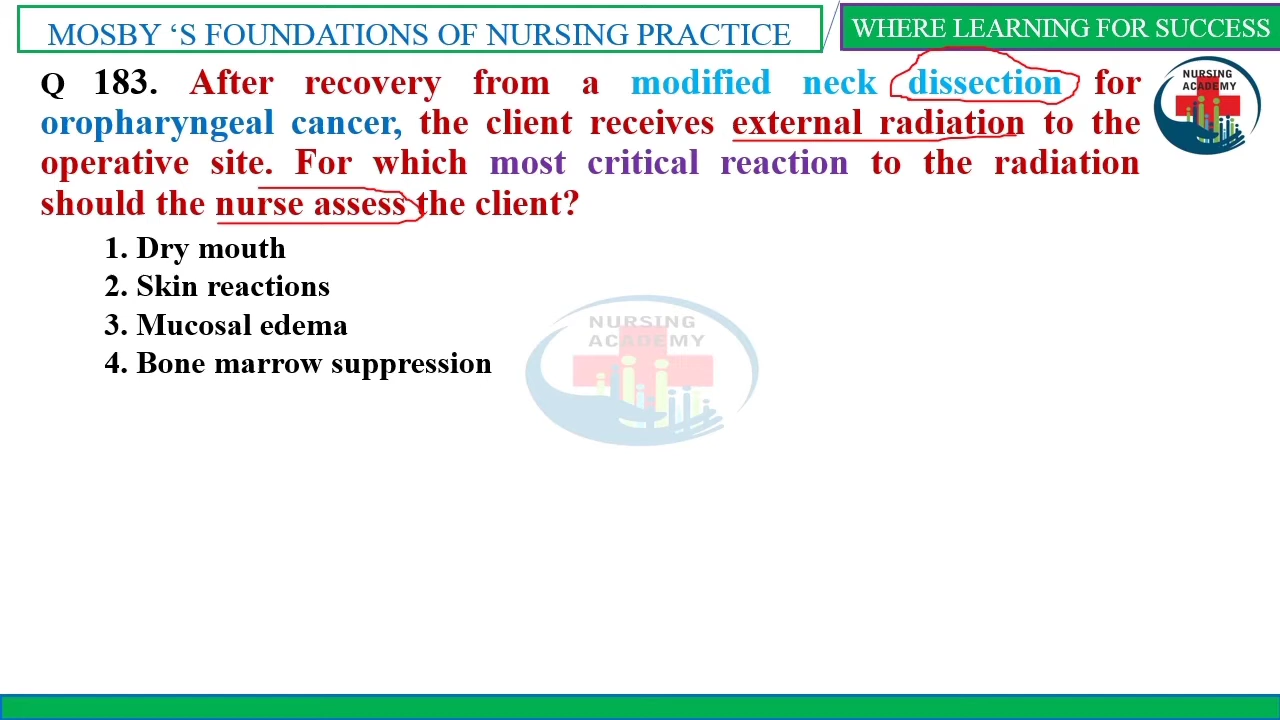 MOSBY ‘S FOUNDATIONS OF NURSING PRACTICE
WHERE LEARNING FOR SUCCESS
Q 183. After recovery from a modified neck dissection for
oropharyngeal cancer, the client receives external radiation to the
operative site. For which most critical reaction to the radiation
should the nurse assess the client?
NURSING
ACADEMY
1. Dry mouth
2. Skin reactions
3. Mucosal edema
4. Bone marrow suppression
NURSING
ACADEMY